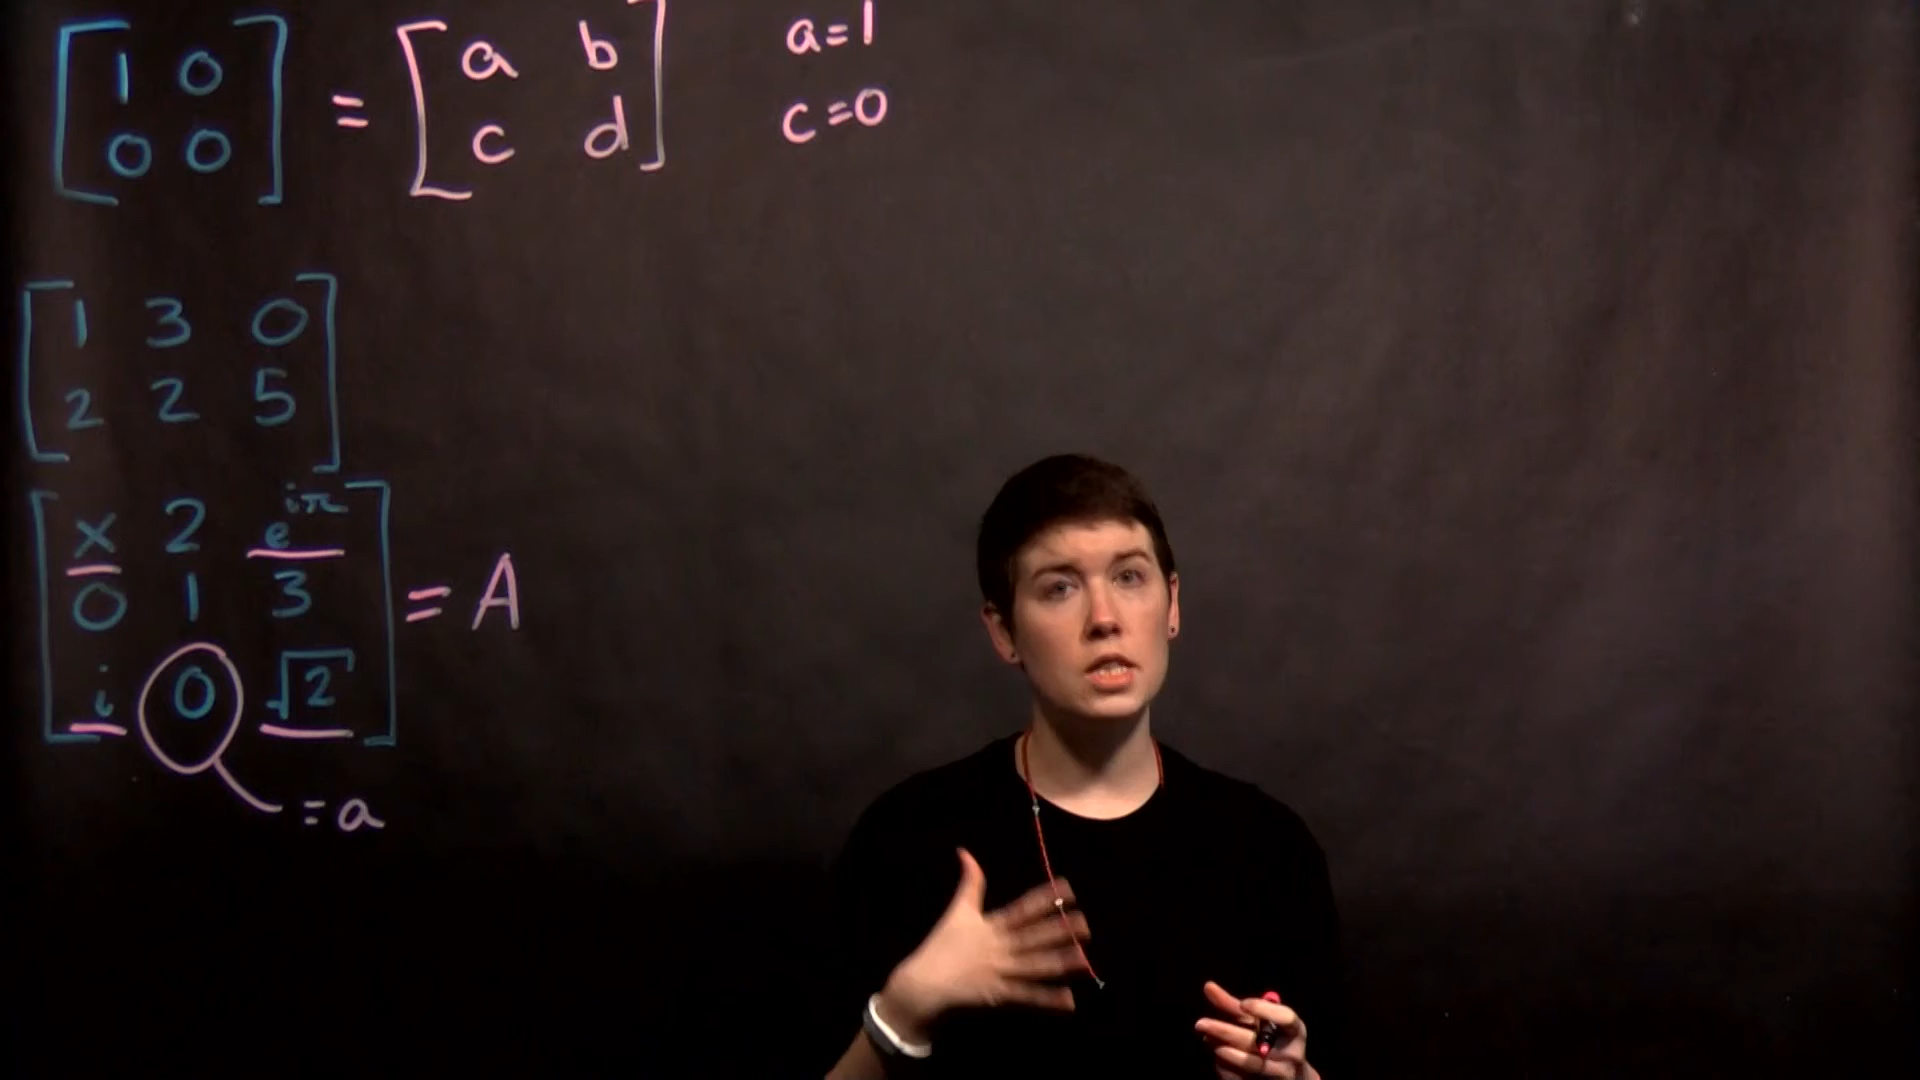 [1 0
0 0] = [a b
c d]
a=1
c=0
[1 3 0
2 2 5]
[x 2 e^{iπ}
0 1 3
i 0 √2] = A
= a